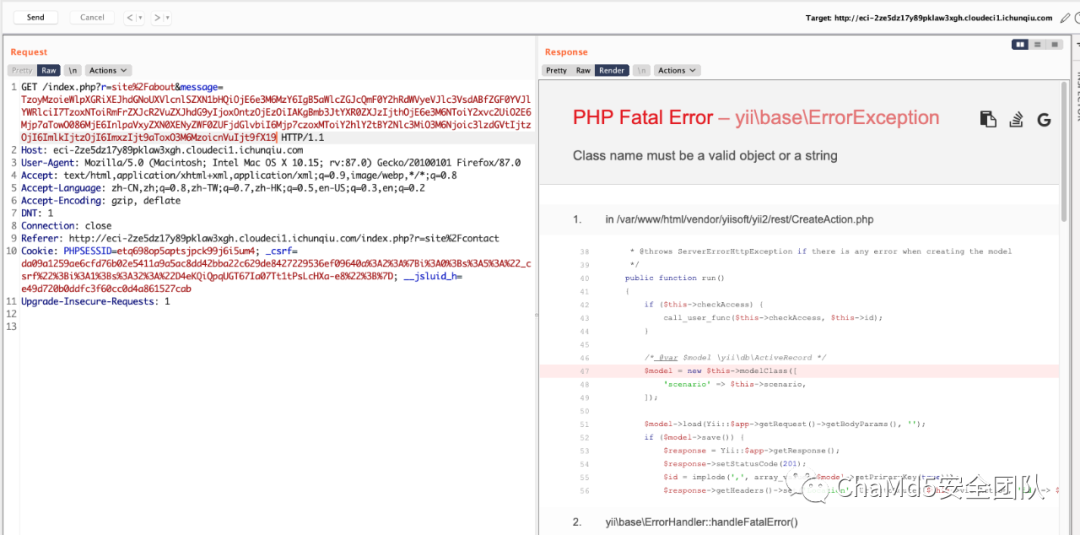 Send
Cancel
< >
Target: http://eci-2ze5dz17y89pklaw3xgh.cloudeci1.ichunqiu.com
Request
Pretty Raw \n Actions
1 GET /index.php?r=site%2Fabout&message=
HTTP/1.1
2 Host: eci-2ze5dz17y89pklaw3xgh.cloudeci1.ichunqiu.com
3 User-Agent: Mozilla/5.0 (Macintosh; Intel Mac OS X 10.15; rv:87.0) Gecko/20100101 Firefox/87.0
4 Accept: text/html,application/xhtml+xml,application/xml;q=0.9,image/webp,*/*;q=0.8
5 Accept-Language: zh-CN,zh;q=0.8,zh-TW;q=0.7,zh-HK;q=0.5,en-US;q=0.3,en;q=0.2
6 Accept-Encoding: gzip, deflate
7 DNT: 1
8 Connection: close
9 Referer: http://eci-2ze5dz17y89pklaw3xgh.cloudeci1.ichunqiu.com/index.php?r=site%2Fcontact
10 Cookie: PHPSESSID=etq698op5aptsjpck99j6i5um4; _csrf=
da09a1259ae6cfd76b02e5411a9a5ac8dd42bba22c629de8427229536ef09640a%3A2%3A%7Bi%3A0%3Bs%3A5%3A%22_c
srf%22%3Bi%3A1%3Bs%3A32%3A%22D4eKQiQpqUGT67Ia07Tt1tPsLcHXa-e8%22%3B%7D; __jsluid_h=
e49d720b0ddfc3f60cc0d4a861527cab
11 Upgrade-Insecure-Requests: 1
12
13
Response
Pretty Raw Render \n Actions
PHP Fatal Error – yii\base\ErrorException
Class name must be a valid object or a string
1. in /var/www/html/vendor/yiisoft/yii2/rest/CreateAction.php
38 * @throws ServerErrorHttpException if there is any error when creating the model
39 */
40 public function run()
41 {
42 if ($this->checkAccess) {
43 call_user_func($this->checkAccess, $this->id);
44 }
45
46 /* @var $model \yii\db\ActiveRecord */
47 $model = new $this->modelClass([
48 'scenario' => $this->scenario,
49 ]);
50
51 $model->load(Yii::$app->getRequest()->getBodyParams(), '');
52 if ($model->save()) {
53 $response = Yii::$app->getResponse();
54 $response->setStatusCode(201);
55 $id = implode(',', array_
56 $response->getHeaders()->
ChaMd5安全团队
2. yii\base\ErrorHandler::handleFatalError()